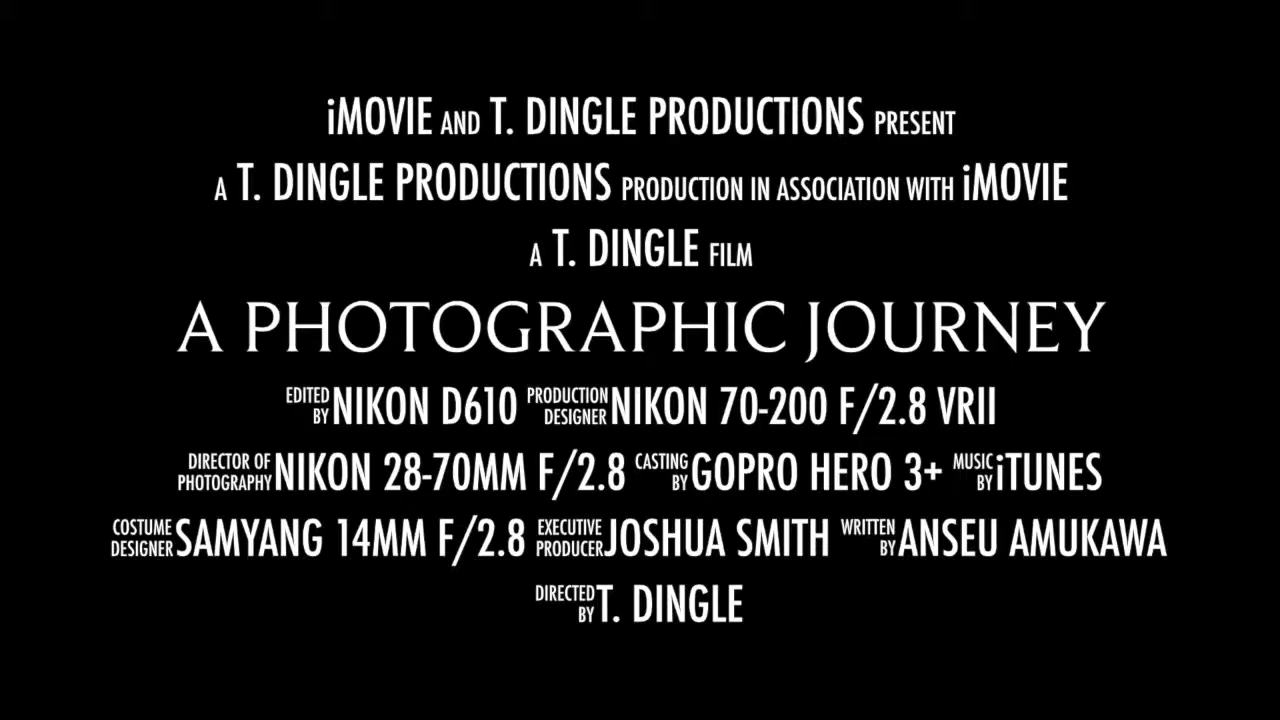 iMOVIE AND T. DINGLE PRODUCTIONS PRESENT
A T. DINGLE PRODUCTIONS PRODUCTION IN ASSOCIATION WITH iMOVIE
A T. DINGLE FILM
A PHOTOGRAPHIC JOURNEY
EDITED BY NIKON D610 PRODUCTION DESIGNER NIKON 70-200 F/2.8 VRII
DIRECTOR OF PHOTOGRAPHY NIKON 28-70MM F/2.8 CASTING BY GOPRO HERO 3+ MUSIC BY iTUNES
COSTUME DESIGNER SAMYANG 14MM F/2.8 EXECUTIVE PRODUCER JOSHUA SMITH WRITTEN BY ANSEU AMUKAWA
DIRECTED BY T. DINGLE